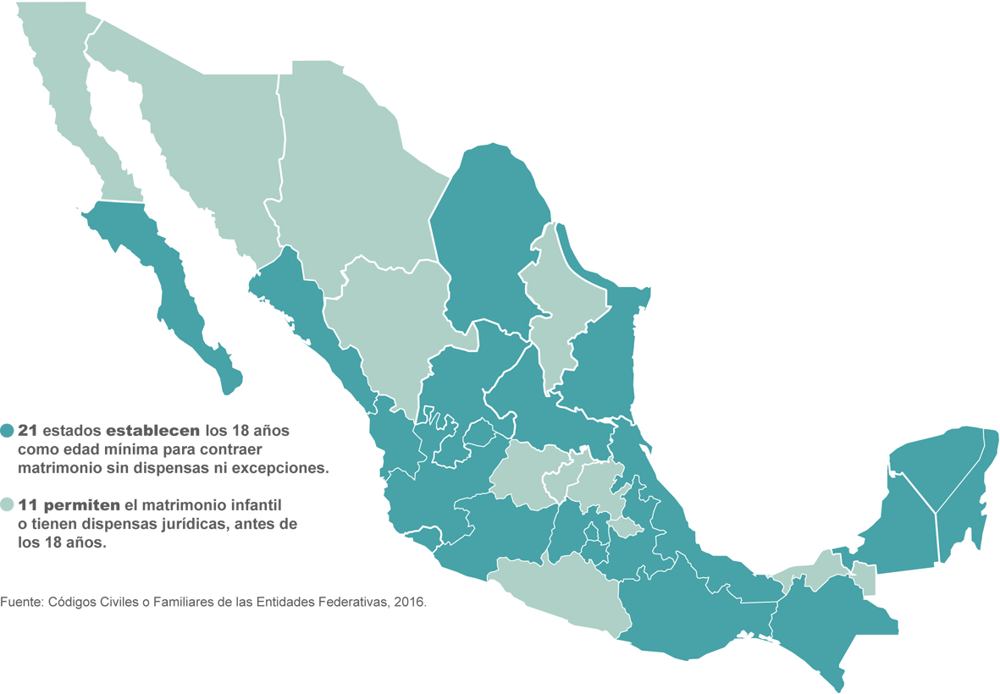 21 estados establecen los 18 años
como edad mínima para contraer
matrimonio sin dispensas ni excepciones.
11 permiten el matrimonio infantil
o tienen dispensas jurídicas, antes de
los 18 años.
Fuente: Códigos Civiles o Familiares de las Entidades Federativas, 2016.